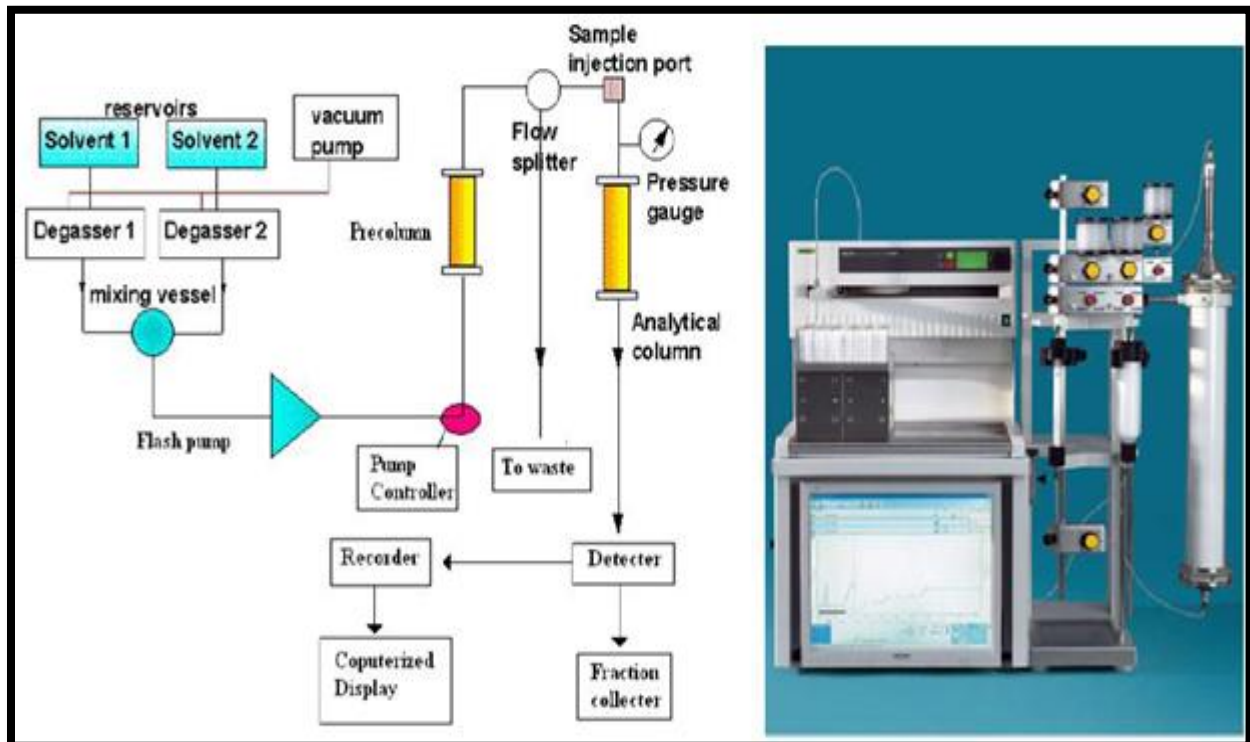 Sample
injection port
reservoirs
Solvent 1
Solvent 2
vacuum
pump
Flow
splitter
Degasser 1
Degasser 2
Precolumn
Pressure
gauge
mixing vessel
Analytical
column
Flash pump
Pump
Controller
To waste
Recorder
Detecter
Coputerized
Display
Fraction
collecter